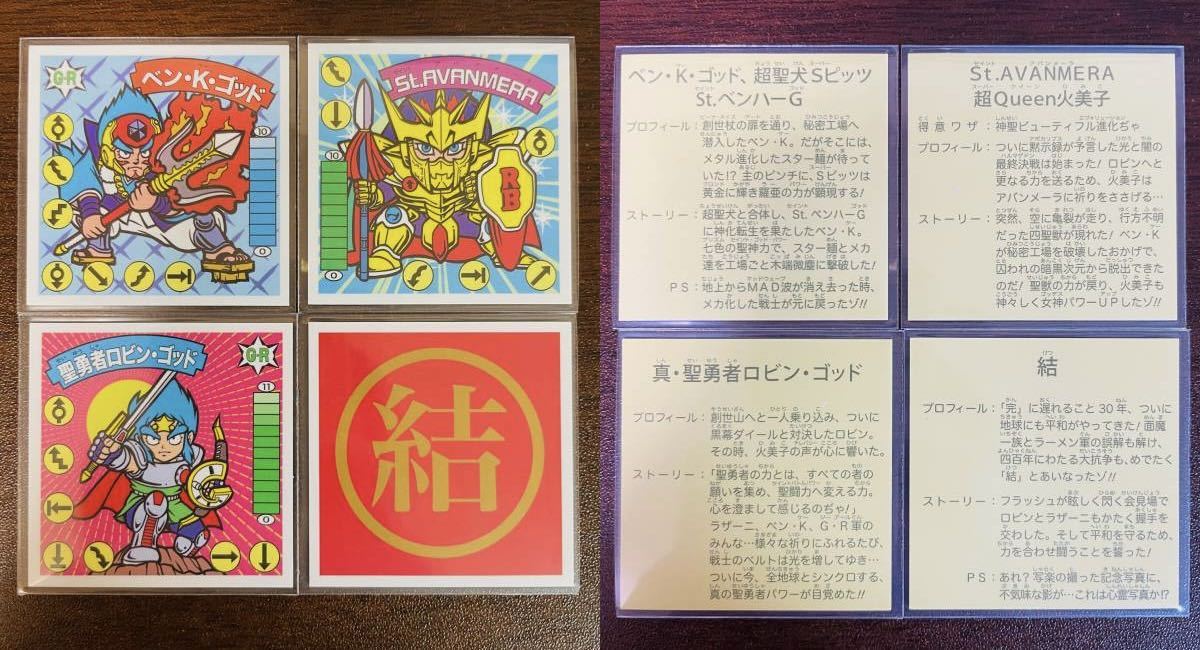 G・R
ベン・K・ゴッド
10
0
St.AVANMERA
10
0
RB
聖勇者ロビン・ゴッド
G・R
11
0
結
ベン・K・ゴッド、超聖犬Sピッツ
St.ベンハーG
プロフィール：創世杖の扉を通り、秘密工場へ
潜入したベン・K。だがそこには、
メタル進化したスター麺が待って
いた!? 主のピンチに、Sピッツは
黄金に輝き羅亜の力が顕現する!
ストーリー：超聖犬と合体し、St.ベンハーG
に神化転生を果たしたベン・K。
七色の聖神力で、スター麺とメカ
達を工場ごと木端微塵に撃破した!
PS：地上からMAD波が消え去った時、
メカ化した戦士が元に戻ったゾ!!
St.AVANMERA
超Queen火美子
得意ワザ：神聖ビューティフル進化ぢゃ
プロフィール：ついに黙示録が予言した光と闇の
最終決戦は始まった! ロビンへと
更なる力を送るため、火美子は
アバンメーラに祈りをささげる…
ストーリー：突然、空に亀裂が走り、行方不明
だった四聖獣が現れた! ベン・K
が秘密工場を破壊したおかげで、
囚われの暗黒次元から脱出できた
のだ! 聖獣の力が戻り、火美子も
神々しく女神パワーUPしたゾ!!
真・聖勇者ロビン・ゴッド
プロフィール：創世山へと一人乗り込み、ついに
黒幕ダイールと対決したロビン。
その時、火美子の声が心に響いた。
ストーリー：「聖勇者の力とは、すべての者の
願いを集め、聖闘力へ変える力。
心を澄まして感じるのぢゃ!」
ラザーニ、ベン・K、G・R軍の
みんな…様々な祈りにふれるたび、
戦士のベルトは光を増してゆき…
ついに今、全地球とシンクロする、
真の聖勇者パワーが目覚めた!!
結
プロフィール：「完」に遅れること30年、ついに
地球にも平和がやってきた! 面魔
一族とラーメン軍の誤解も解け、
四百年にわたる大抗争も、めでたく
「結」とあいなったゾ!!
ストーリー：フラッシュが眩しく閃く会見場で
ロビンとラザーニもかたく握手を
交わした。そして平和を守るため、
力を合わせ闘うことを誓った!
PS：あれ? 写楽の撮った記念写真に、
不気味な影が…これは心霊写真か!?